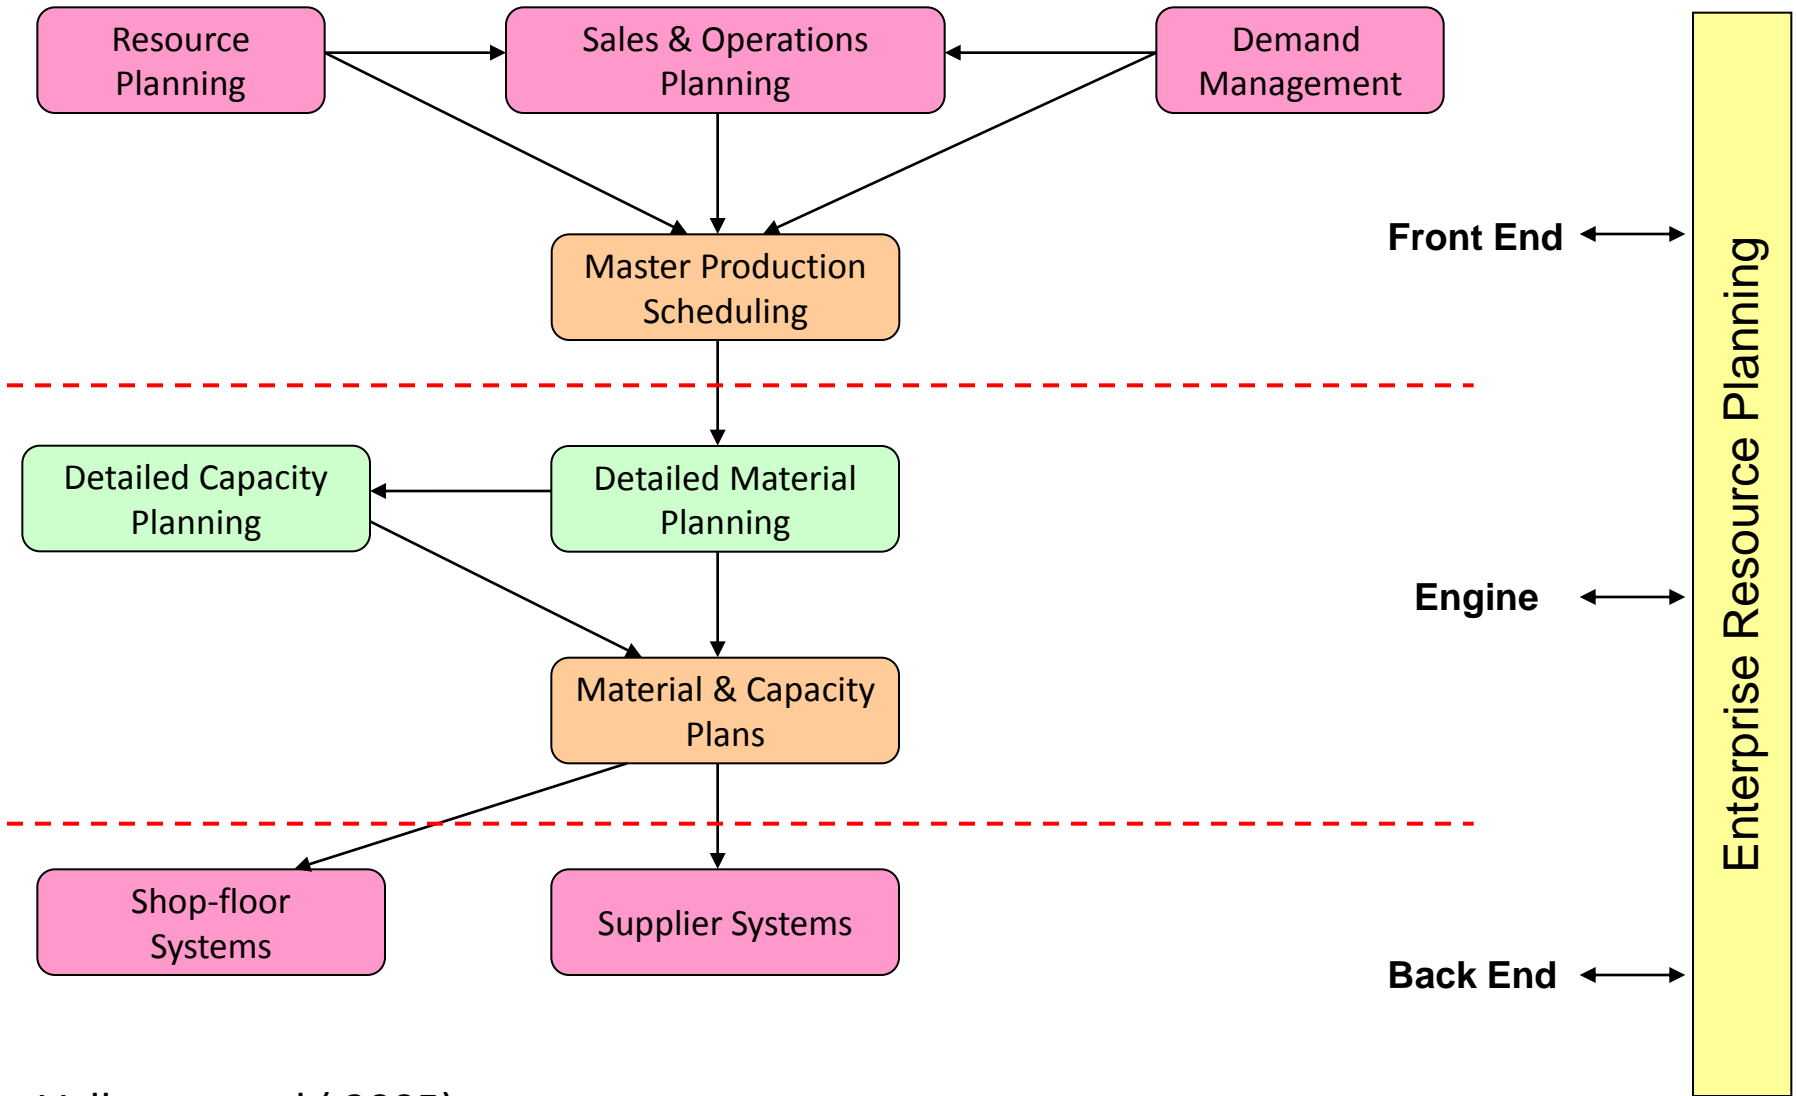 Resource
Planning
Sales & Operations
Planning
Demand
Management
Master Production
Scheduling
Front End
Detailed Capacity
Planning
Detailed Material
Planning
Engine
Material & Capacity
Plans
Shop-floor
Systems
Supplier Systems
Back End
Enterprise Resource Planning